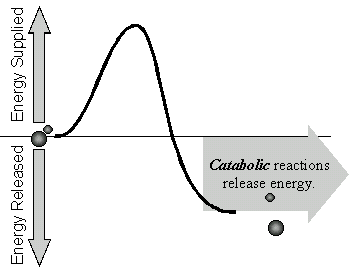 Energy Supplied
Energy Released
Catabolic reactions
release energy.